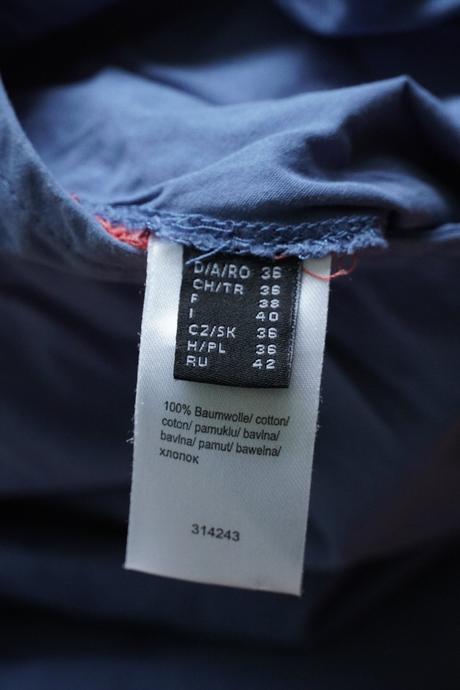 D/A/RO 36
CH/TR 36
F 38
I 40
CZ/SK 36
H/PL 36
RU 42
100% Baumwolle/ cotton/
coton/ pamuklu/ bavlna/
bavlna/ pamut/ bawełna/
хлопок
314243